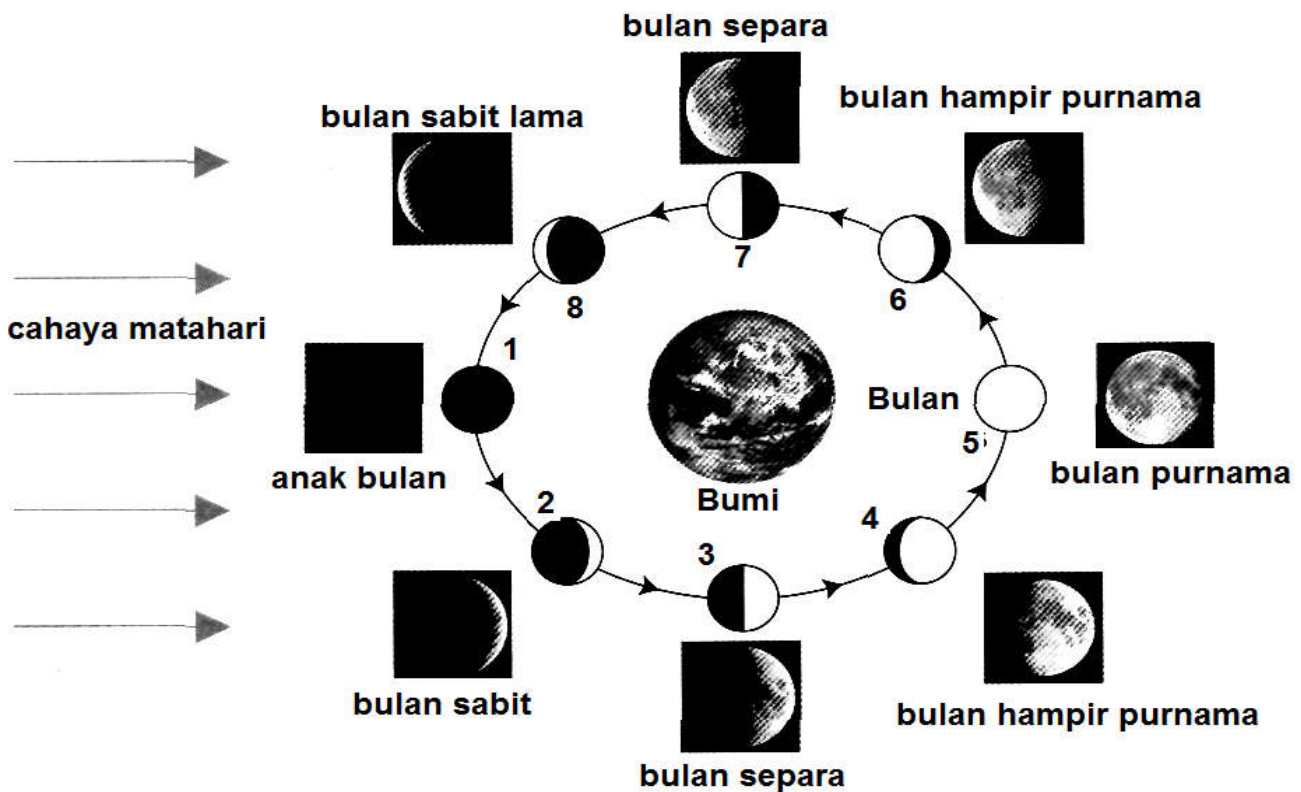 bulan separa
bulan hampir purnama
bulan sabit lama
7
6
8
cahaya matahari
1
Bulan
5
anak bulan
bulan purnama
Bumi
2
3
4
bulan sabit
bulan hampir purnama
bulan separa